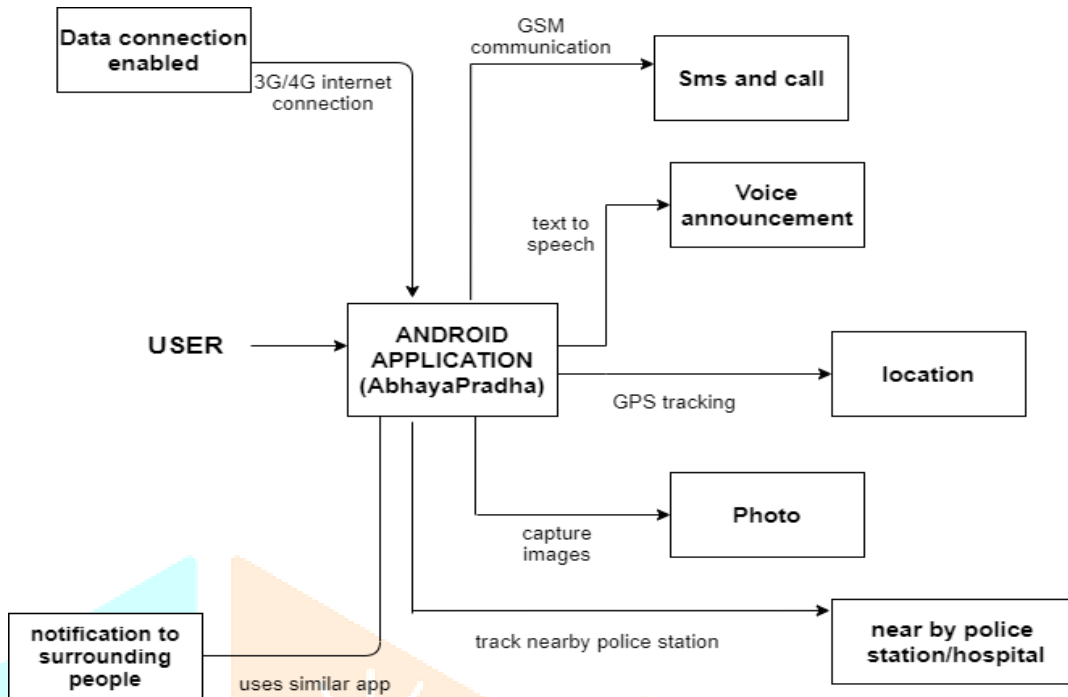 Data connection
enabled
3G/4G internet
connection
GSM
communication
Sms and call
text to
speech
Voice
announcement
USER
ANDROID
APPLICATION
(AbhayaPradha)
GPS tracking
location
capture
images
Photo
track nearby police station
near by police
station/hospital
notification to
surrounding
people
uses similar app